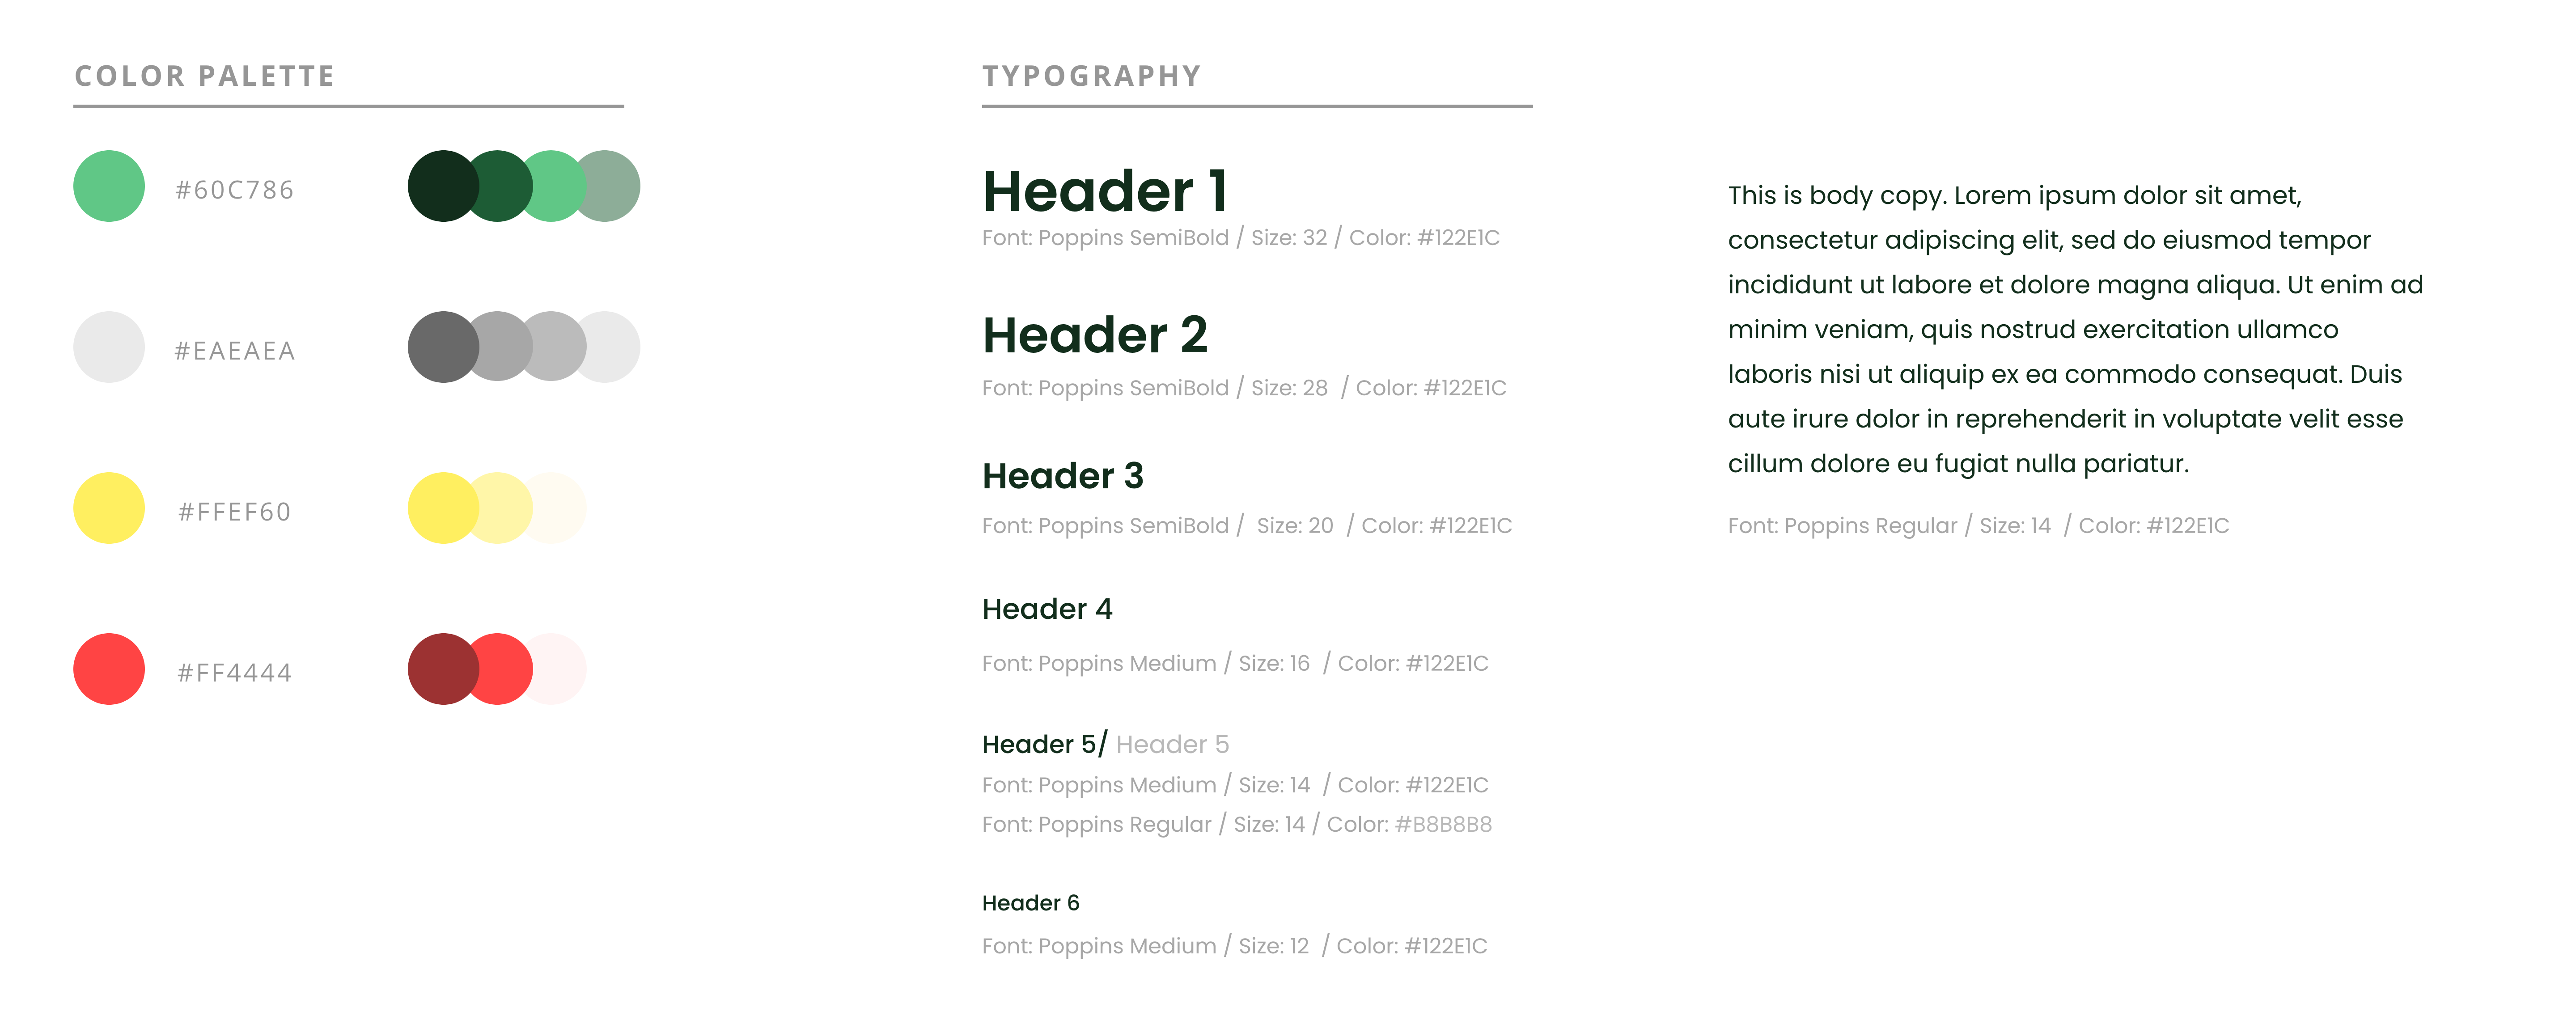 COLOR PALETTE
#60C786
#EAEAEA
#FFEF60
#FF4444
TYPOGRAPHY
Header 1
Font: Poppins SemiBold / Size: 32 / Color: #122E1C
Header 2
Font: Poppins SemiBold / Size: 28 / Color: #122E1C
Header 3
Font: Poppins SemiBold / Size: 20 / Color: #122E1C
Header 4
Font: Poppins Medium / Size: 16 / Color: #122E1C
Header 5/ Header 5
Font: Poppins Medium / Size: 14 / Color: #122E1C
Font: Poppins Regular / Size: 14 / Color: #B8B8B8
Header 6
Font: Poppins Medium / Size: 12 / Color: #122E1C
This is body copy. Lorem ipsum dolor sit amet,
consectetur adipiscing elit, sed do eiusmod tempor
incididunt ut labore et dolore magna aliqua. Ut enim ad
minim veniam, quis nostrud exercitation ullamco
laboris nisi ut aliquip ex ea commodo consequat. Duis
aute irure dolor in reprehenderit in voluptate velit esse
cillum dolore eu fugiat nulla pariatur.
Font: Poppins Regular / Size: 14 / Color: #122E1C